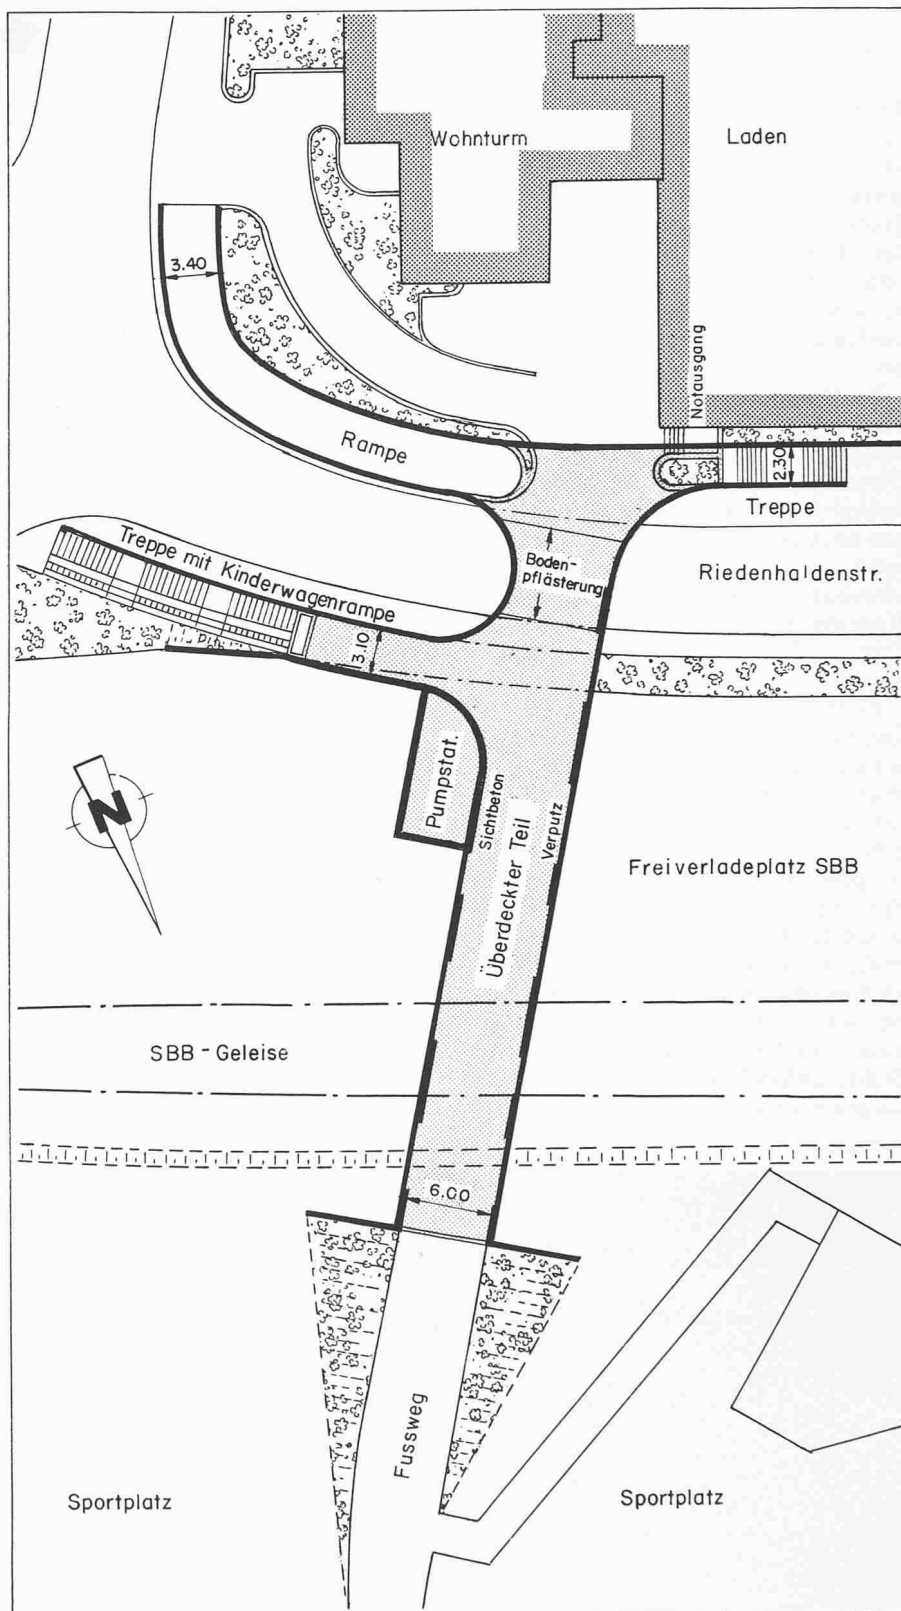 Wohnturm
Laden
3.40
Notausgang
Rampe
2.30
Treppe
Treppe mit Kinderwagenrampe
Boden-
pflästerung
Riedenhaldenstr.
3.10
Pumpstat.
Sichtbeton
Überdeckter Teil
Verputz
N
Freiverladeplatz SBB
SBB-Geleise
6.00
Fussweg
Sportplatz
Sportplatz